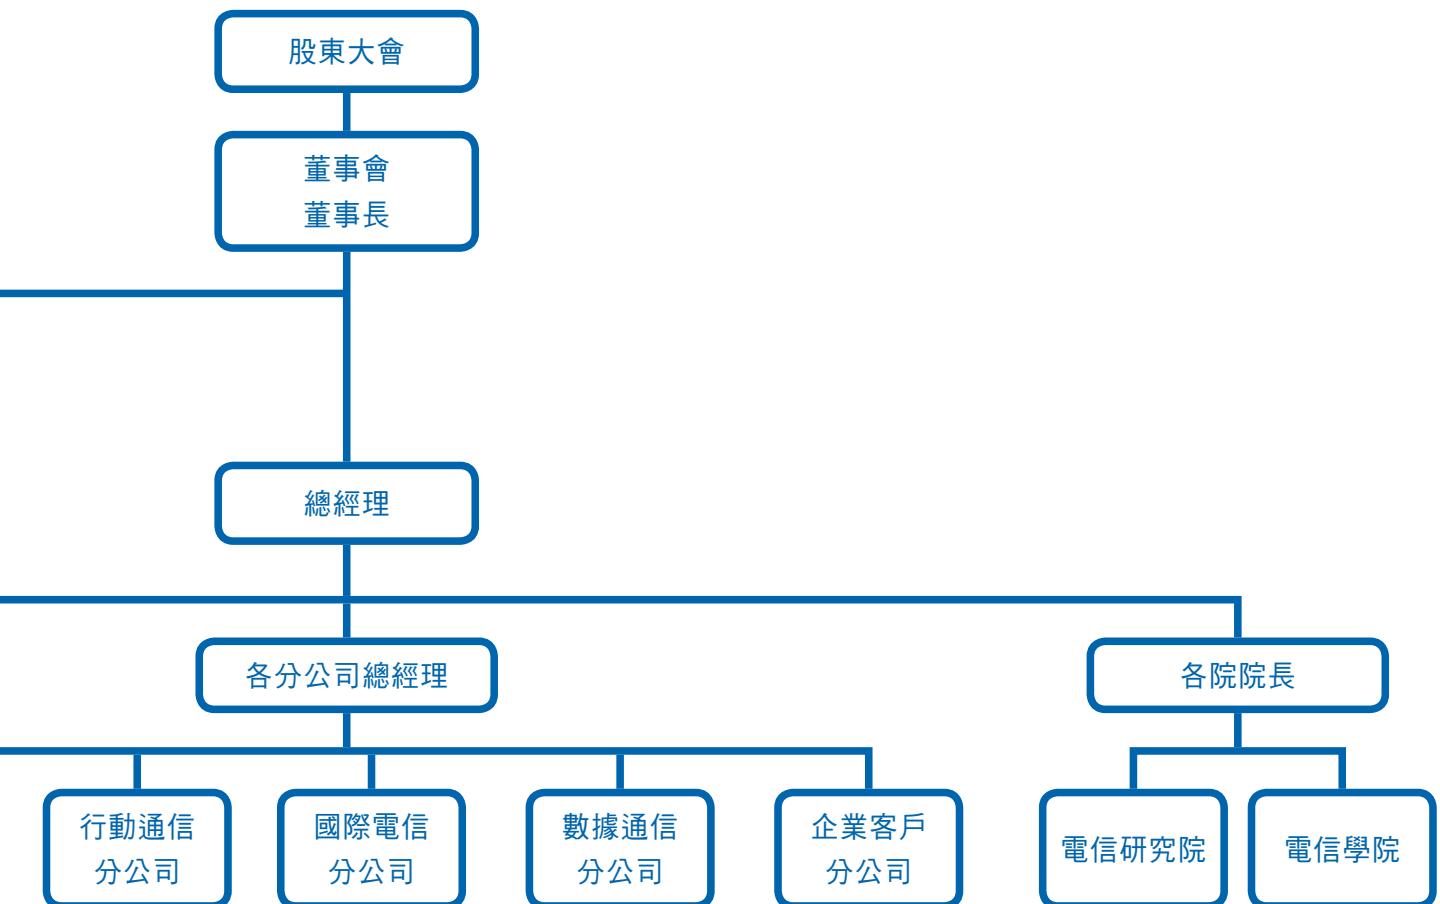 股東大會
董事會
董事長
總經理
各分公司總經理
各院院長
行動通信
分公司
國際電信
分公司
數據通信
分公司
企業客戶
分公司
電信研究院
電信學院